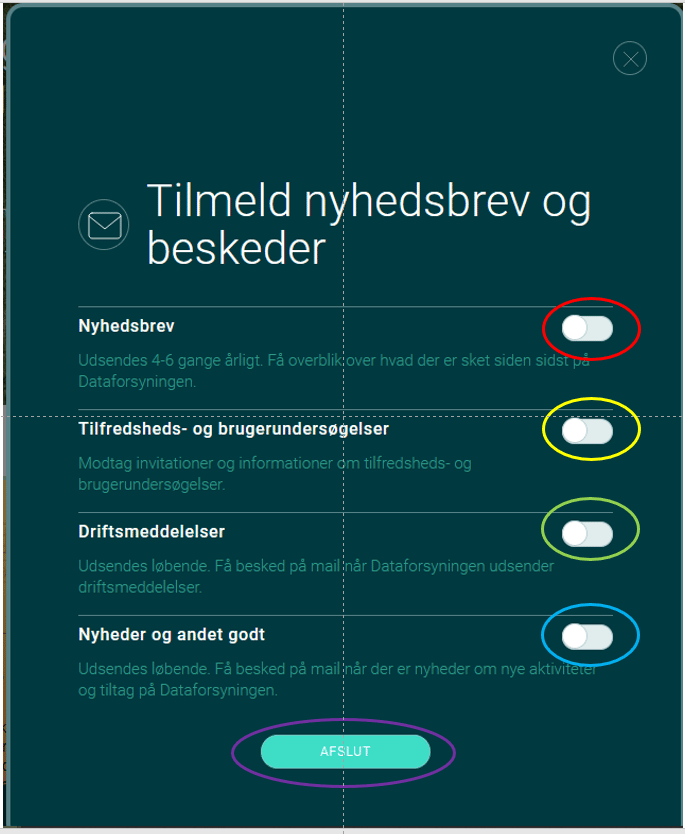 Tilmeld nyhedsbrev og
beskeder
Nyhedsbrev
Udsendes 4-6 gange årligt. Få overblik over hvad der er sket siden sidst på
Dataforsyningen.
Tilfredsheds- og brugerundersøgelser
Modtag invitationer og informationer om tilfredsheds- og
brugerundersøgelser.
Driftsmeddelelser
Udsendes løbende. Få besked på mail når Dataforsyningen udsender
driftsmeddelelser.
Nyheder og andet godt
Udsendes løbende. Få besked på mail når der er nyheder om nye aktiviteter
og tiltag på Dataforsyningen.
AFSLUT